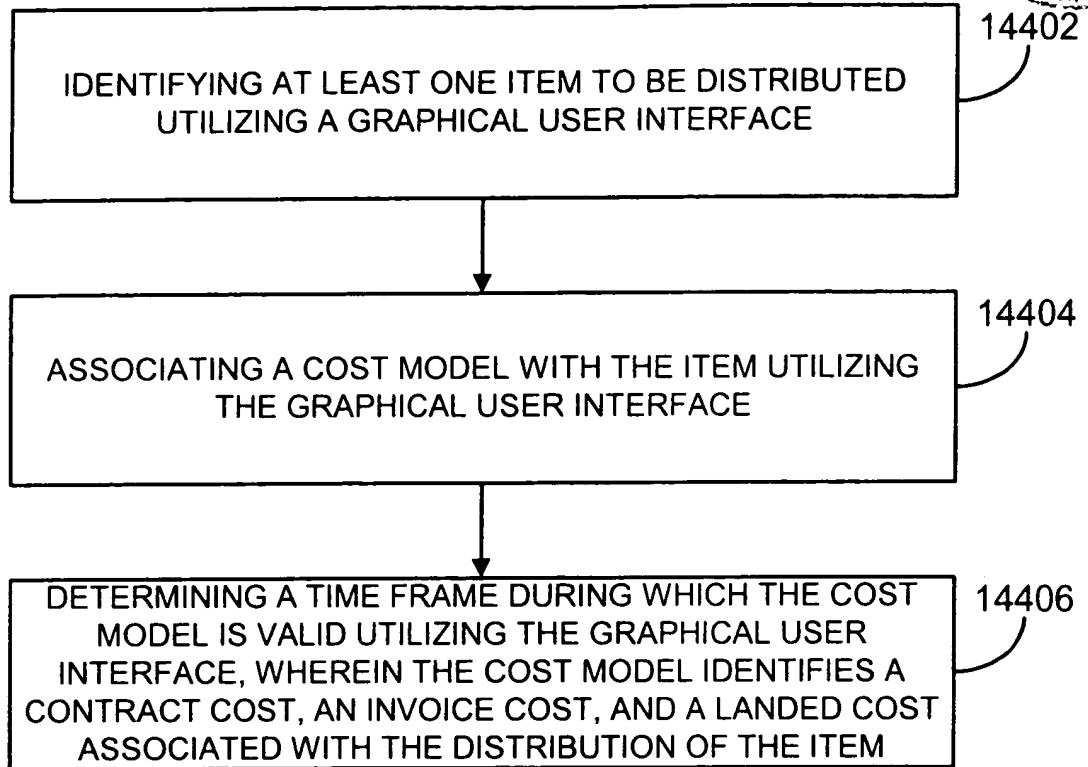 14402
IDENTIFYING AT LEAST ONE ITEM TO BE DISTRIBUTED
UTILIZING A GRAPHICAL USER INTERFACE
14404
ASSOCIATING A COST MODEL WITH THE ITEM UTILIZING
THE GRAPHICAL USER INTERFACE
14406
DETERMINING A TIME FRAME DURING WHICH THE COST
MODEL IS VALID UTILIZING THE GRAPHICAL USER
INTERFACE, WHEREIN THE COST MODEL IDENTIFIES A
CONTRACT COST, AN INVOICE COST, AND A LANDED COST
ASSOCIATED WITH THE DISTRIBUTION OF THE ITEM